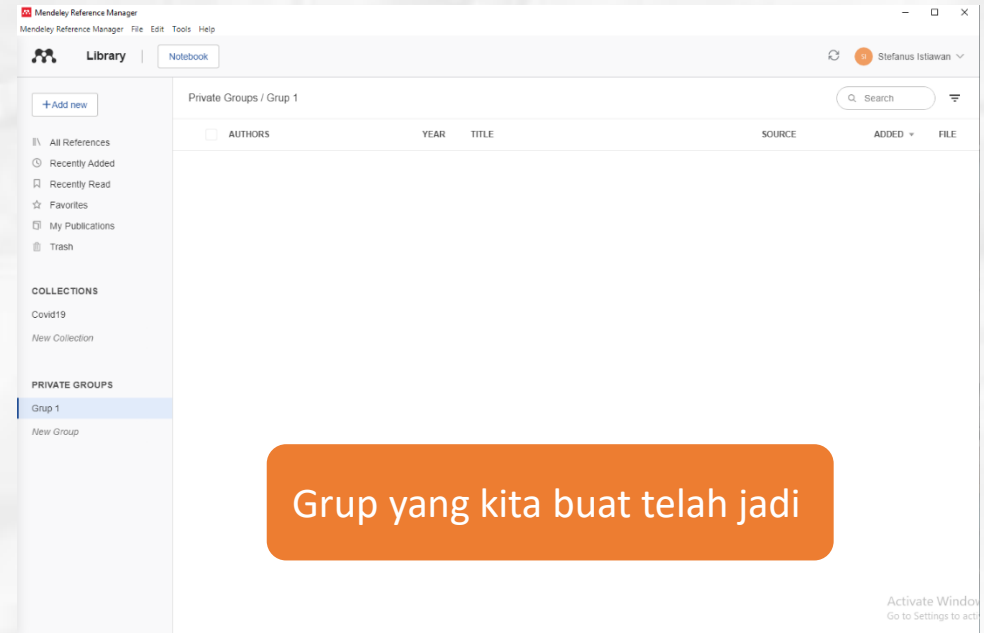 Mendeley Reference Manager
Mendeley Reference Manager File Edit Tools Help
Library Notebook
SI Stefanus Istiawan
+Add new
Private Groups / Grup 1
Search
AUTHORS YEAR TITLE SOURCE ADDED FILE
All References
Recently Added
Recently Read
Favorites
My Publications
Trash
COLLECTIONS
Covid19
New Collection
PRIVATE GROUPS
Grup 1
New Group
Grup yang kita buat telah jadi
Activate Window
Go to Settings to acti